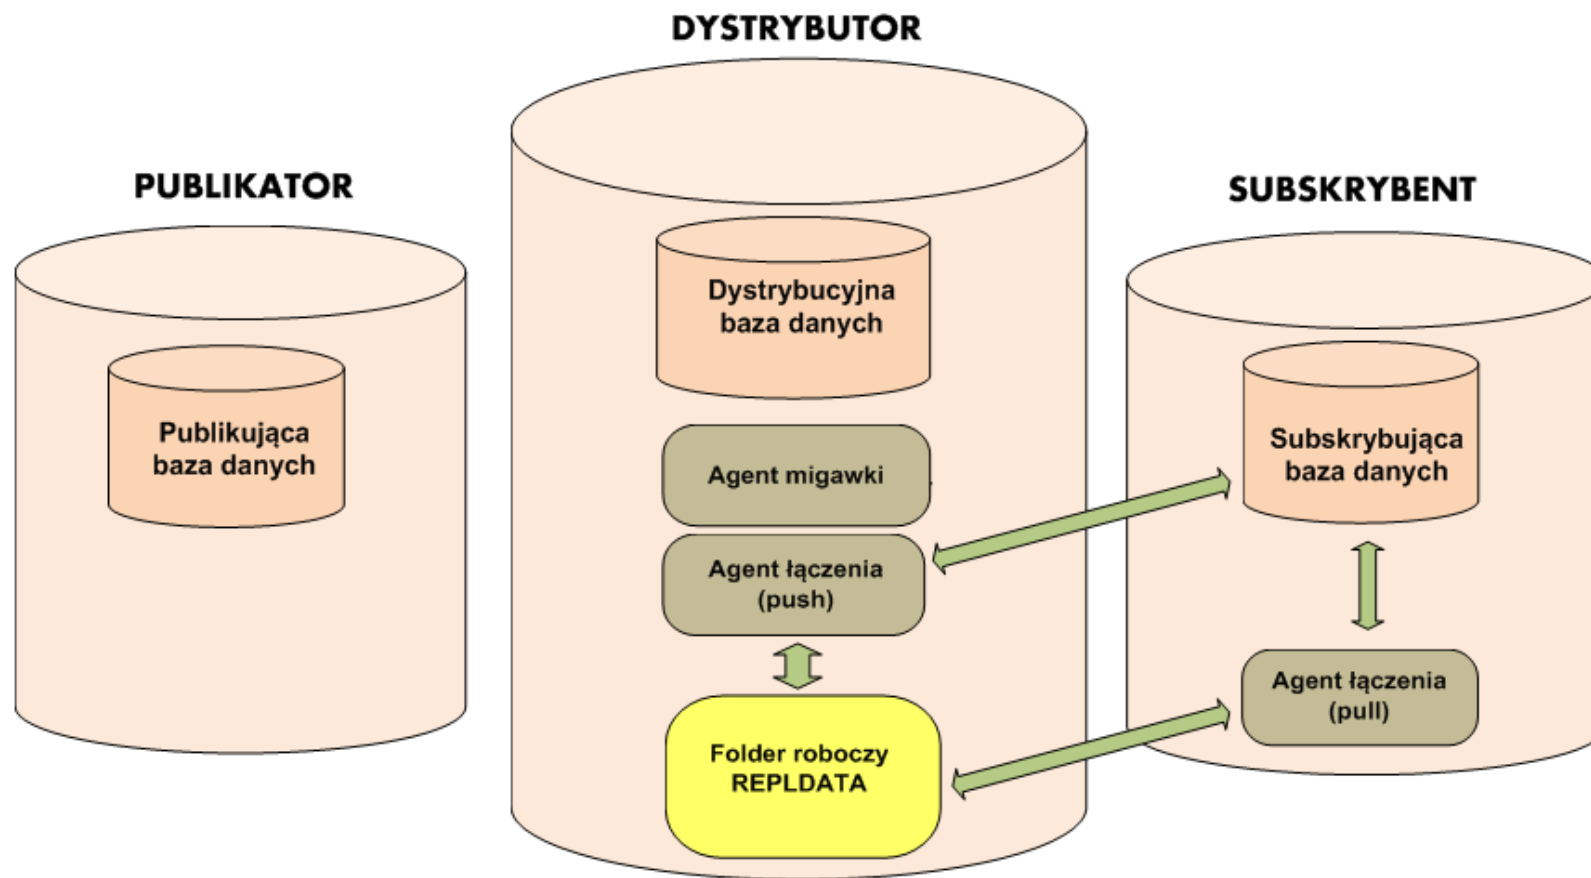 DYSTRYBUTOR
PUBLIKATOR
SUBSKRYBENT
Dystrybucyjna
baza danych
Publikująca
baza danych
Subskrybująca
baza danych
Agent migawki
Agent łączenia
(push)
Agent łączenia
(pull)
Folder roboczy
REPLDATA